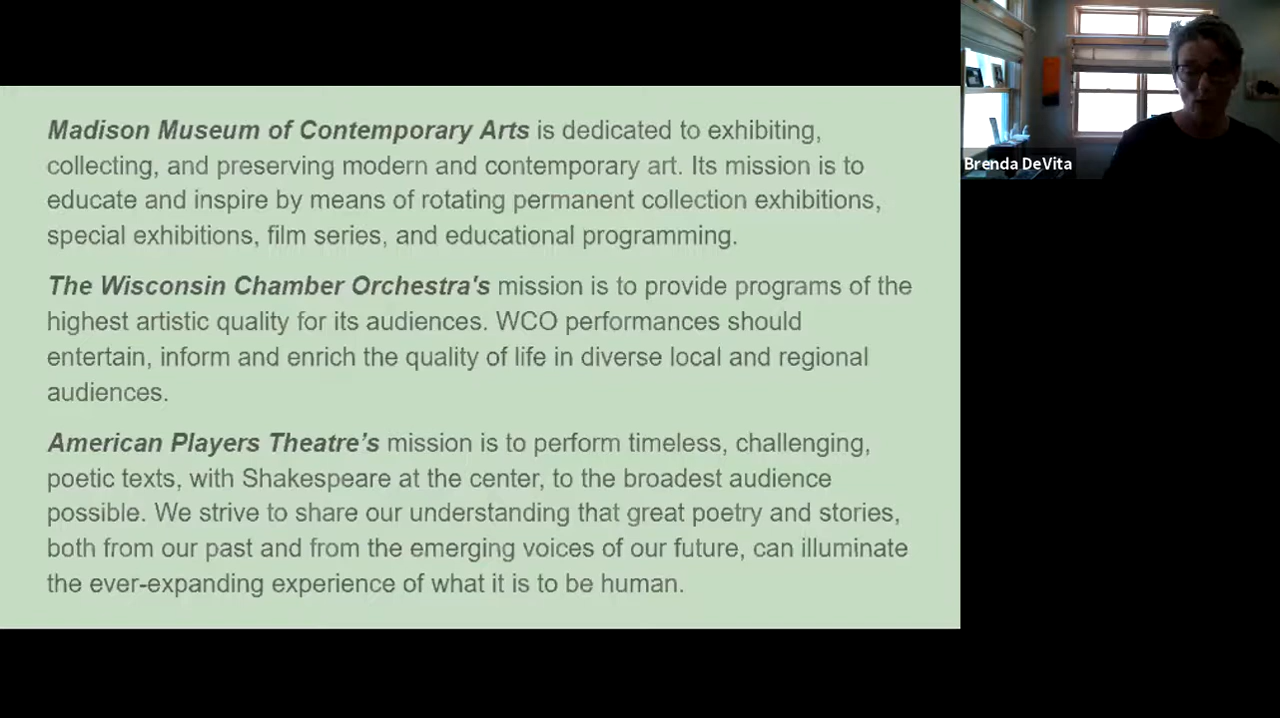 Madison Museum of Contemporary Arts is dedicated to exhibiting,
collecting, and preserving modern and contemporary art. Its mission is to
educate and inspire by means of rotating permanent collection exhibitions,
special exhibitions, film series, and educational programming.
The Wisconsin Chamber Orchestra's mission is to provide programs of the
highest artistic quality for its audiences. WCO performances should
entertain, inform and enrich the quality of life in diverse local and regional
audiences.
American Players Theatre’s mission is to perform timeless, challenging,
poetic texts, with Shakespeare at the center, to the broadest audience
possible. We strive to share our understanding that great poetry and stories,
both from our past and from the emerging voices of our future, can illuminate
the ever-expanding experience of what it is to be human.
Brenda DeVita